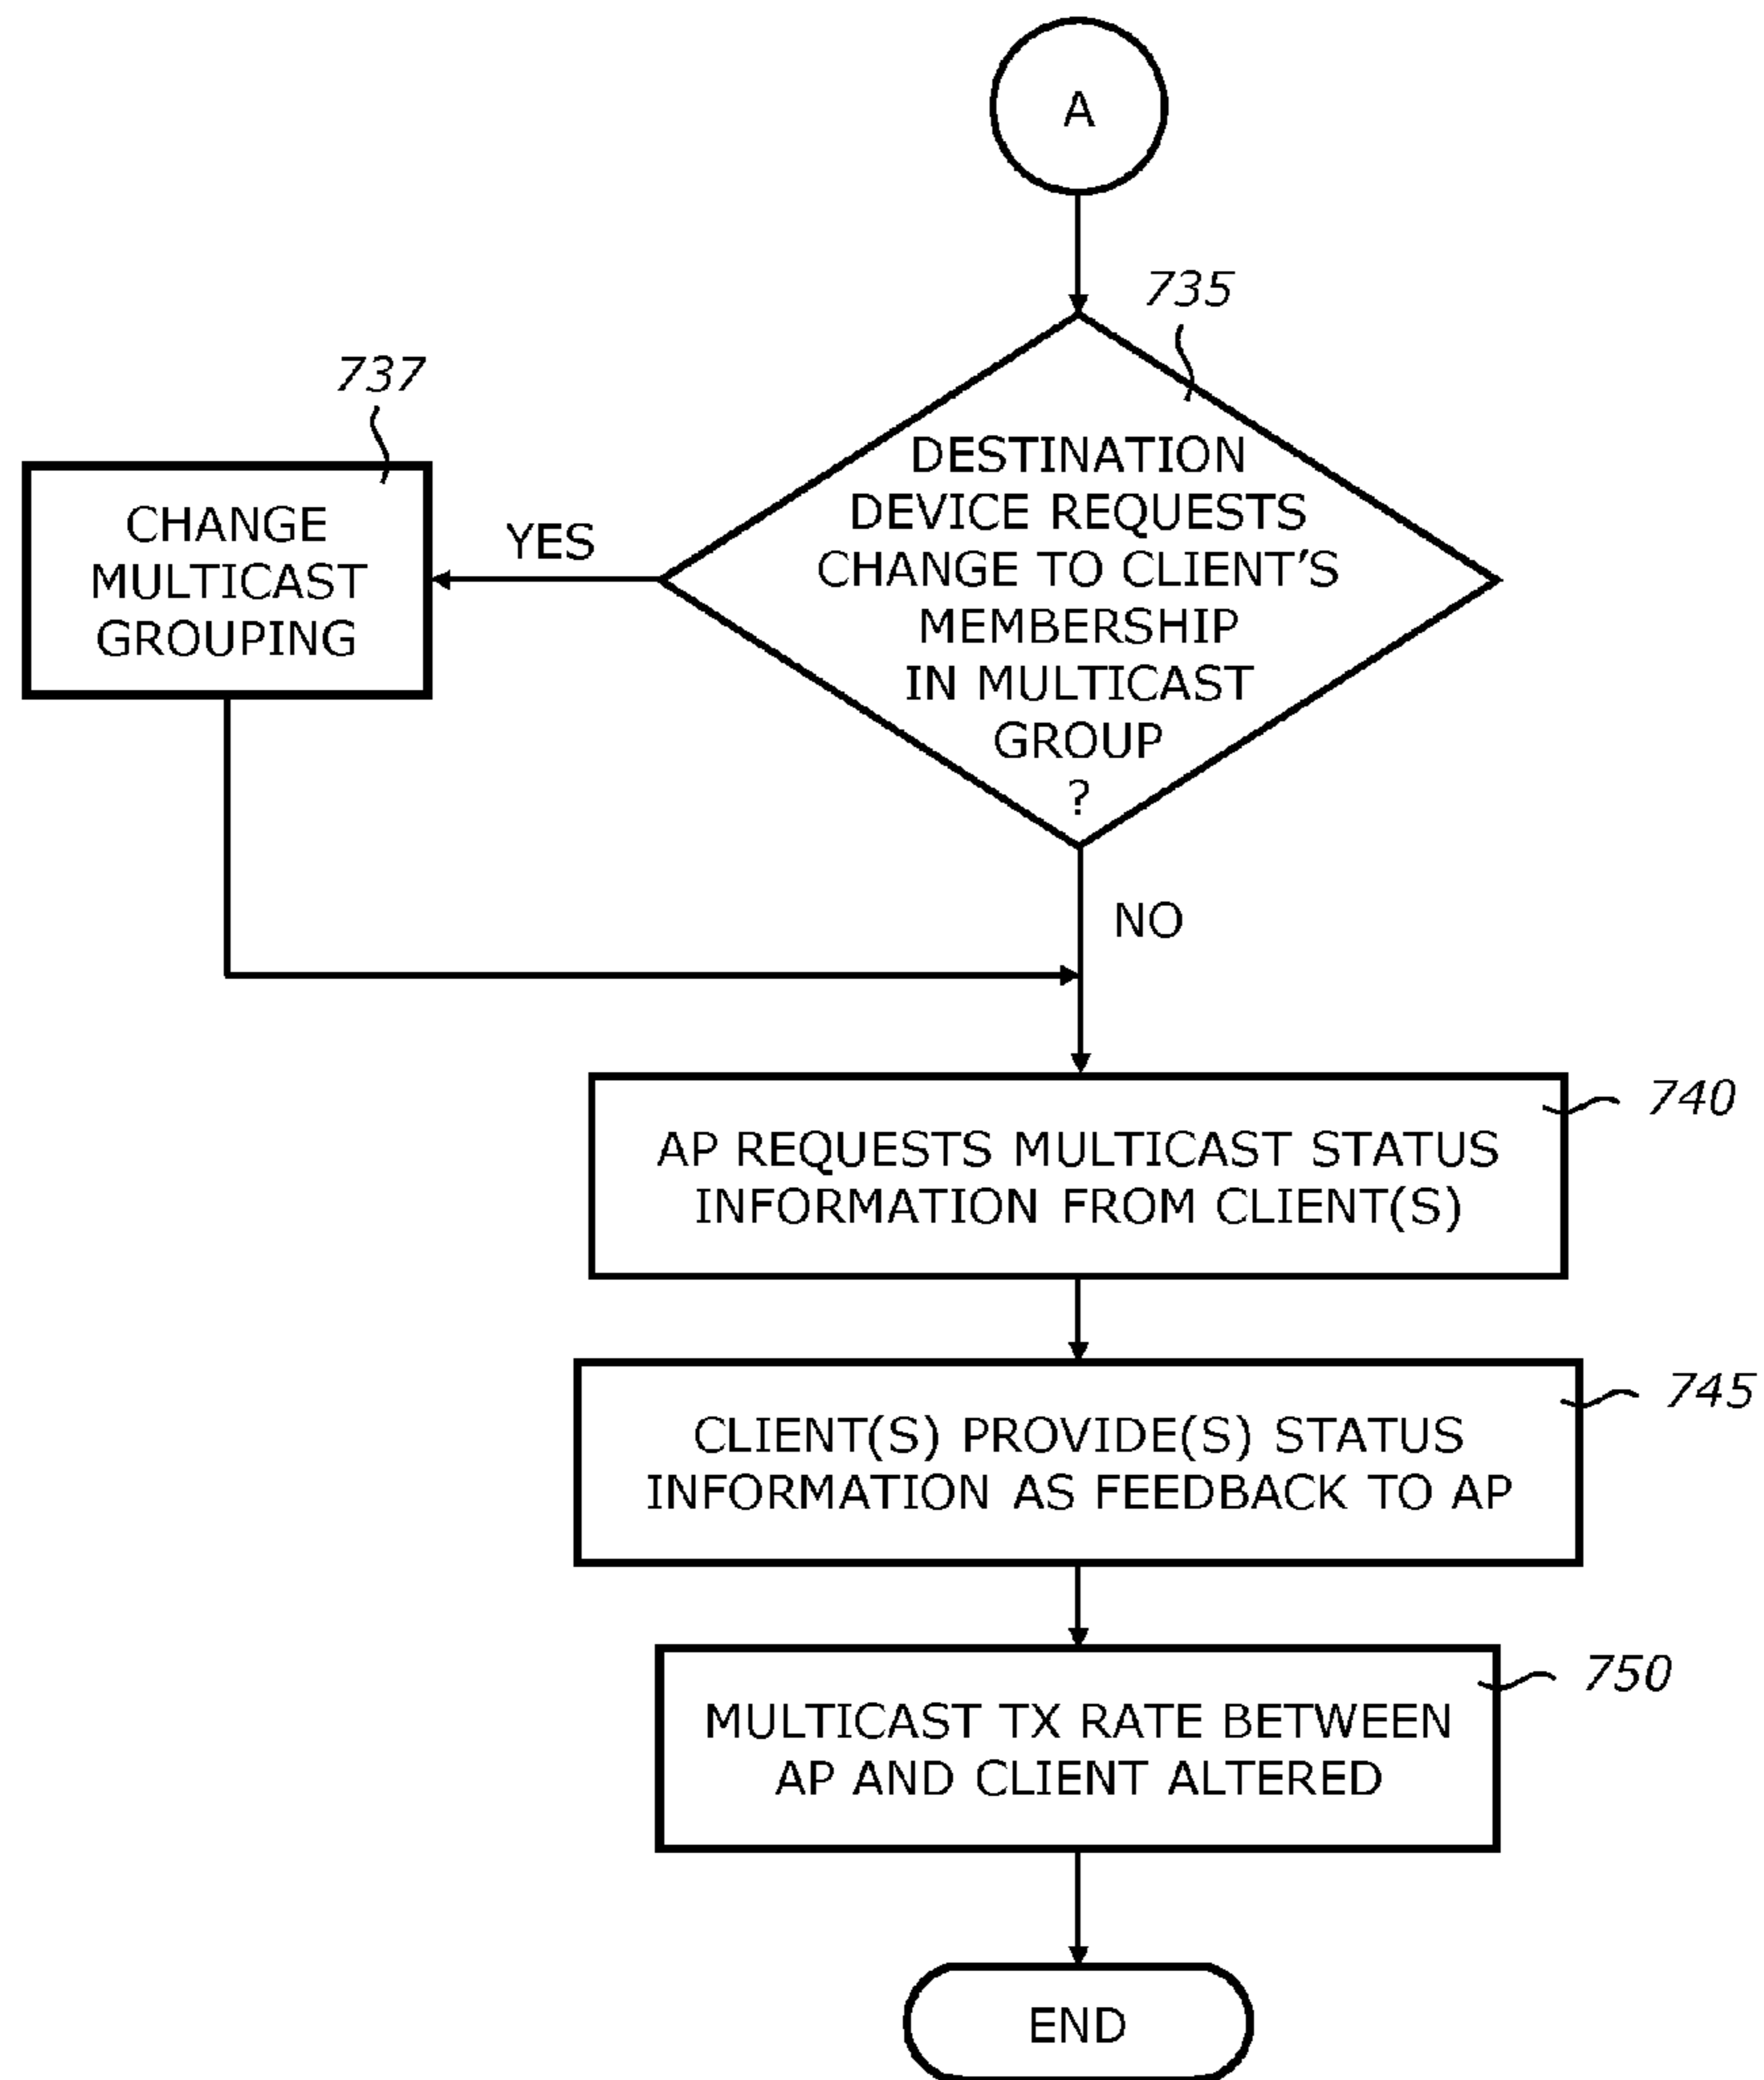 A
735
737
DESTINATION
DEVICE REQUESTS
CHANGE TO CLIENT'S
MEMBERSHIP
IN MULTICAST
GROUP
?
YES
CHANGE
MULTICAST
GROUPING
NO
740
AP REQUESTS MULTICAST STATUS
INFORMATION FROM CLIENT(S)
745
CLIENT(S) PROVIDE(S) STATUS
INFORMATION AS FEEDBACK TO AP
750
MULTICAST TX RATE BETWEEN
AP AND CLIENT ALTERED
END